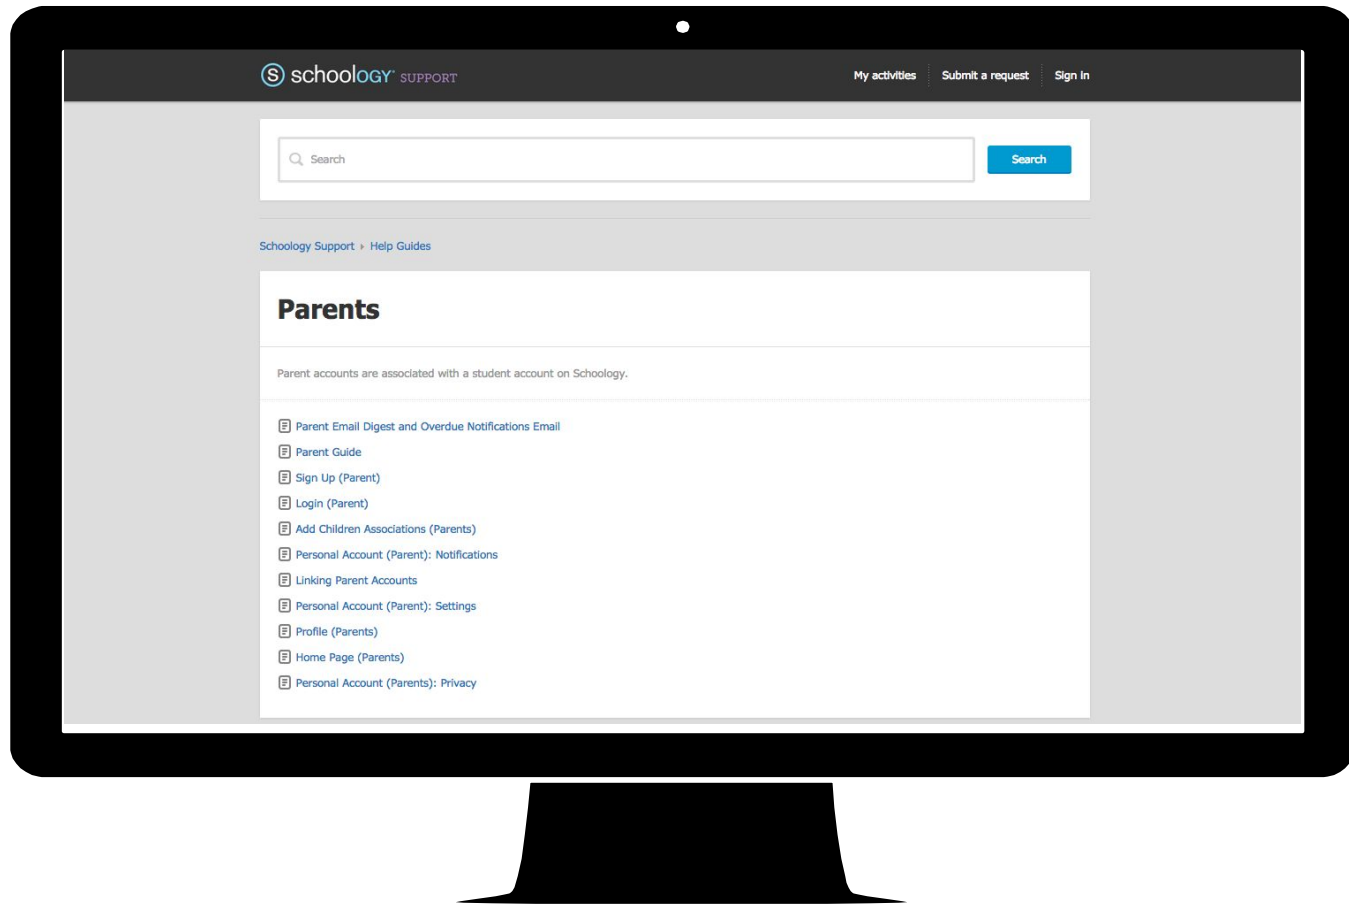 schoology SUPPORT
My activities Submit a request Sign in
Search Search
Schoology Support ▸ Help Guides
Parents
Parent accounts are associated with a student account on Schoology.
Parent Email Digest and Overdue Notifications Email
Parent Guide
Sign Up (Parent)
Login (Parent)
Add Children Associations (Parents)
Personal Account (Parent): Notifications
Linking Parent Accounts
Personal Account (Parent): Settings
Profile (Parents)
Home Page (Parents)
Personal Account (Parents): Privacy